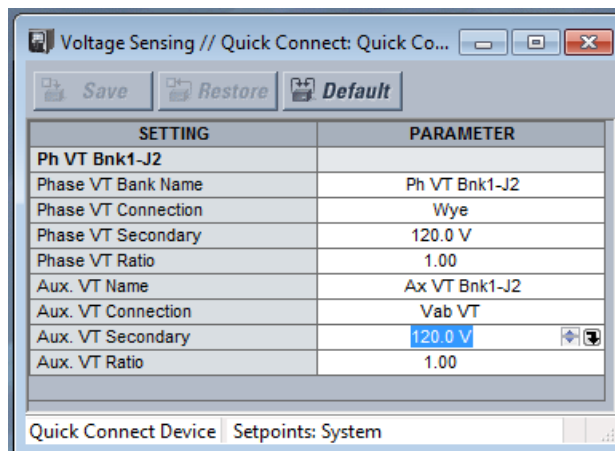 Voltage Sensing // Quick Connect: Quick Co...
Save Restore Default
SETTING PARAMETER
Ph VT Bnk1-J2
Phase VT Bank Name Ph VT Bnk1-J2
Phase VT Connection Wye
Phase VT Secondary 120.0 V
Phase VT Ratio 1.00
Aux. VT Name Ax VT Bnk1-J2
Aux. VT Connection Vab VT
Aux. VT Secondary 120.0 V
Aux. VT Ratio 1.00
Quick Connect Device Setpoints: System